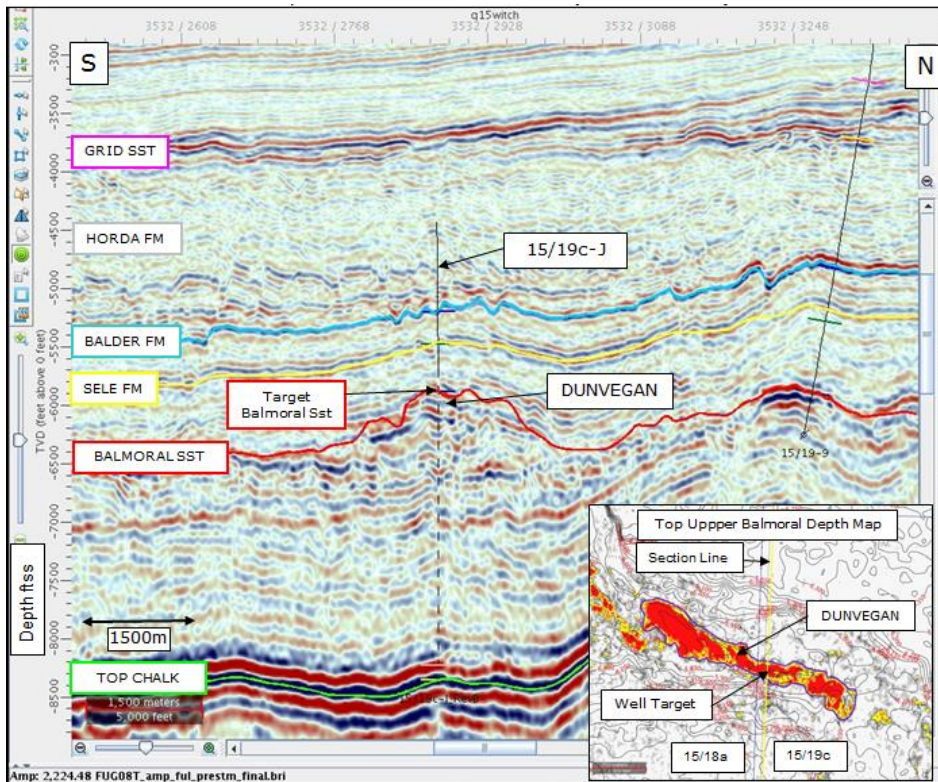 q15witch
3532 / 2608
3532 / 2768
3532 / 2928
3532 / 3088
3532 / 3248
S
N
-3000
-3500
-4000
-4500
-5000
-5500
-6000
-6500
-7000
-7500
-8000
-8500
TVD (feet above 0 feet)
GRID SST
HORDA FM
15/19c-J
BALDER FM
SELE FM
Target
Balmoral Sst
DUNVEGAN
BALMORAL SST
15/19-9
Depth ftss
1500m
TOP CHALK
1,500 meters
5,000 feet
Top Uppper Balmoral Depth Map
Section Line
DUNVEGAN
Well Target
15/18a
15/19c
Amp: 2,224.48 FUG08T_amp_ful_prestm_final.bri